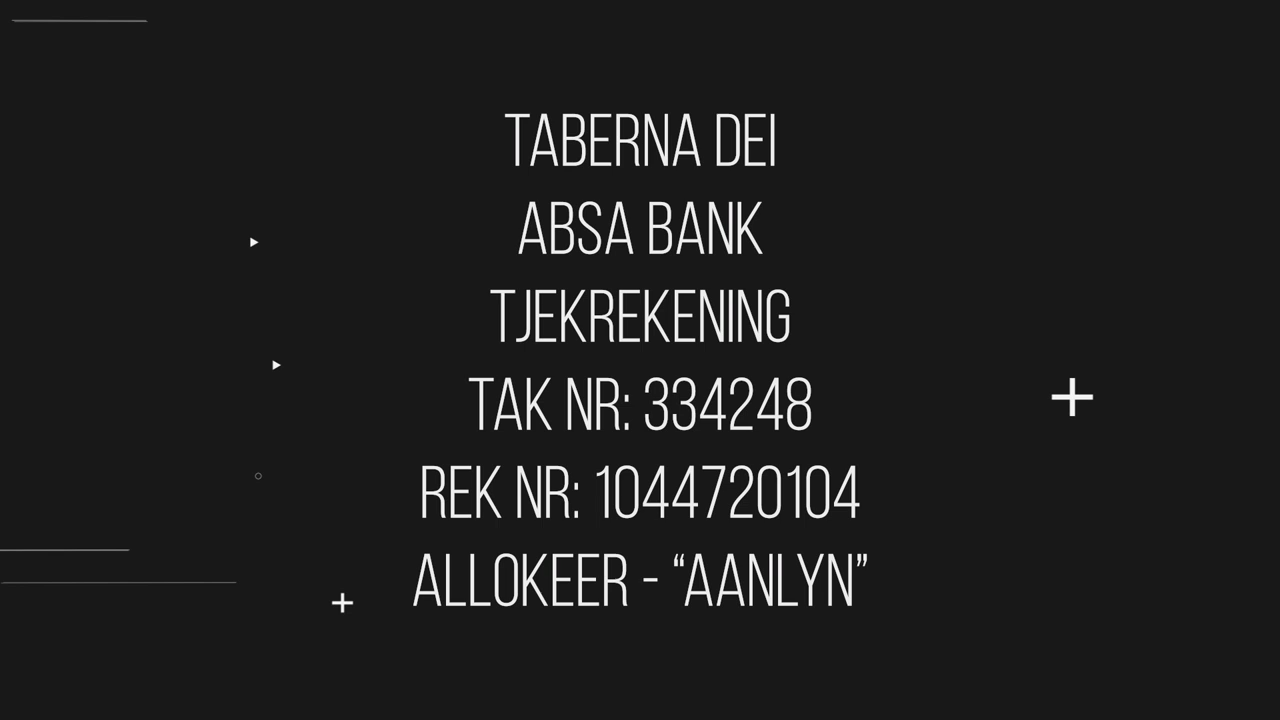 TABERNA DEI
ABSA BANK
TJEKREKENING
TAK NR: 334248
REK NR: 1044720104
ALLOKEER - “AANLYN”